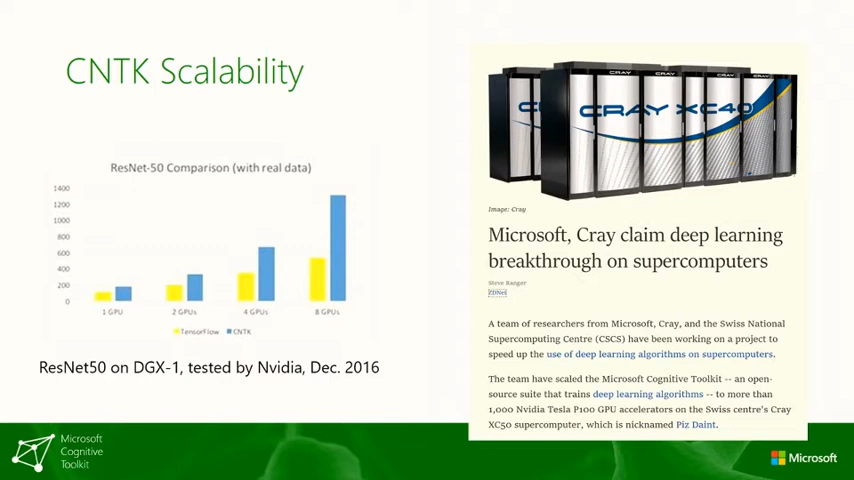 CNTK Scalability
ResNet-50 Comparison (with real data)
1400
1200
1000
800
600
400
200
0
1 GPU
2 GPUs
4 GPUs
8 GPUs
TensorFlow
CNTK
ResNet50 on DGX-1, tested by Nvidia, Dec. 2016
CRAY
CRAY
CRAY
CRAY
CRAY XC40
Image: Cray
Microsoft, Cray claim deep learning
breakthrough on supercomputers
Steve Ranger
ZDNet
A team of researchers from Microsoft, Cray, and the Swiss National
Supercomputing Centre (CSCS) have been working on a project to
speed up the use of deep learning algorithms on supercomputers.
The team have scaled the Microsoft Cognitive Toolkit -- an open-
source suite that trains deep learning algorithms -- to more than
1,000 Nvidia Tesla P100 GPU accelerators on the Swiss centre's Cray
XC50 supercomputer, which is nicknamed Piz Daint.
Microsoft
Cognitive
Toolkit
Microsoft